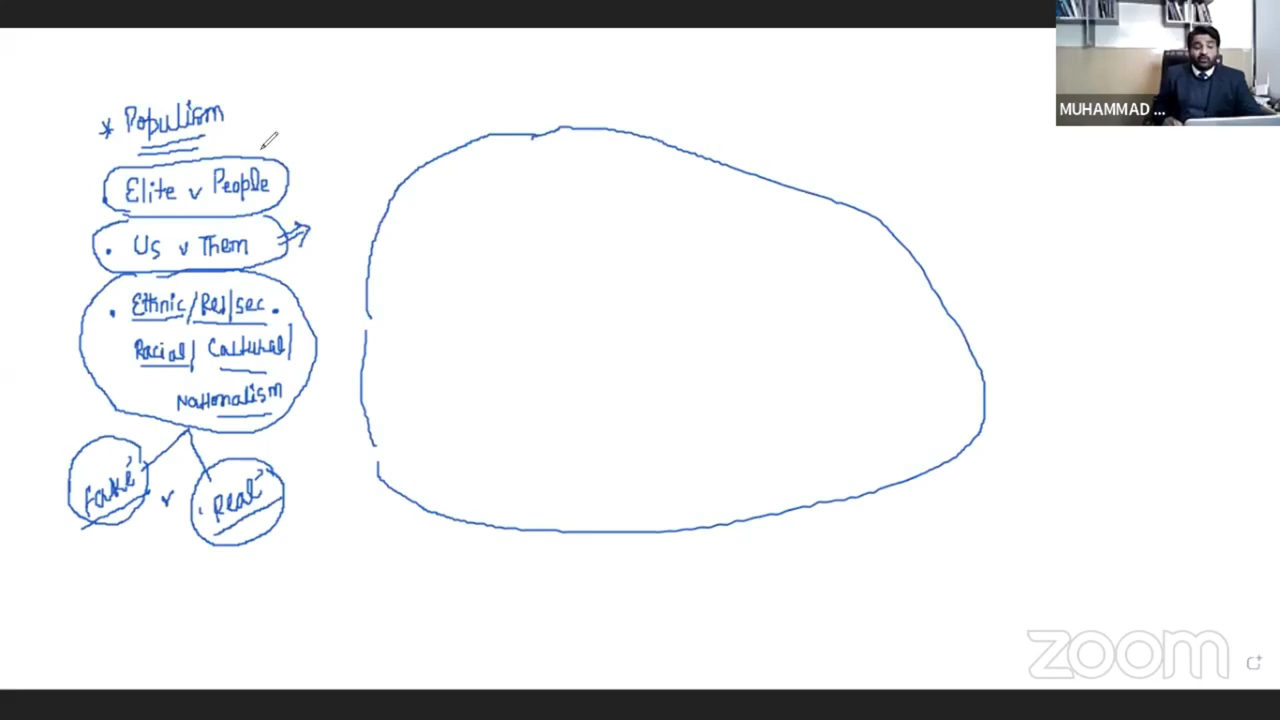 * Populism
Elite v People
• Us v Them
• Ethnic/Rel/sec.
Racial/ Cultural/
Nationalism
'Fake' v 'Real'
MUHAMMAD ...
zoom